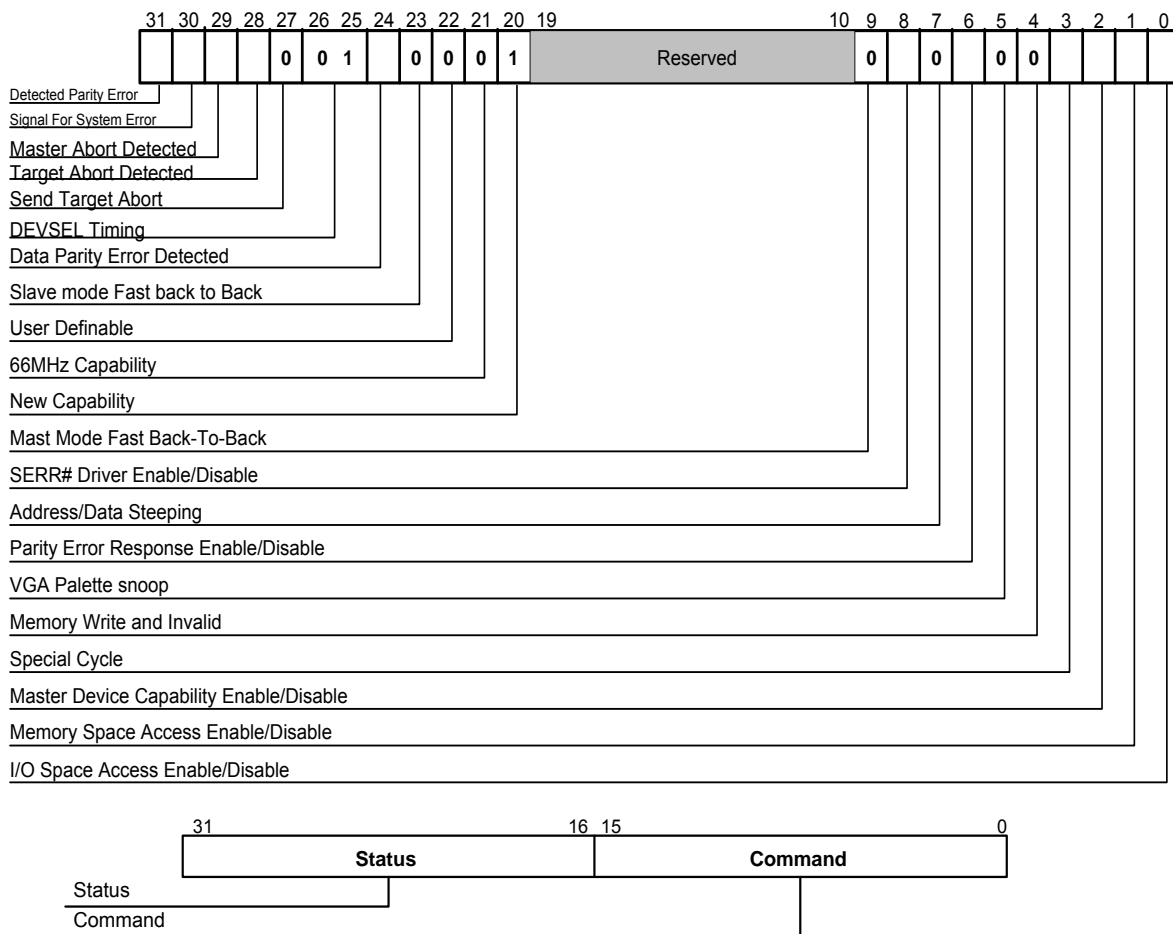 31 30 29 28 27 26 25 24 23 22 21 20 19 10 9 8 7 6 5 4 3 2 1 0
0 0 1 0 0 0 1 Reserved 0 0 0 0
Detected Parity Error
Signal For System Error
Master Abort Detected
Target Abort Detected
Send Target Abort
DEVSEL Timing
Data Parity Error Detected
Slave mode Fast back to Back
User Definable
66MHz Capability
New Capability
Mast Mode Fast Back-To-Back
SERR# Driver Enable/Disable
Address/Data Steeping
Parity Error Response Enable/Disable
VGA Palette snoop
Memory Write and Invalid
Special Cycle
Master Device Capability Enable/Disable
Memory Space Access Enable/Disable
I/O Space Access Enable/Disable
31 16 15 0
Status Command
Status
Command